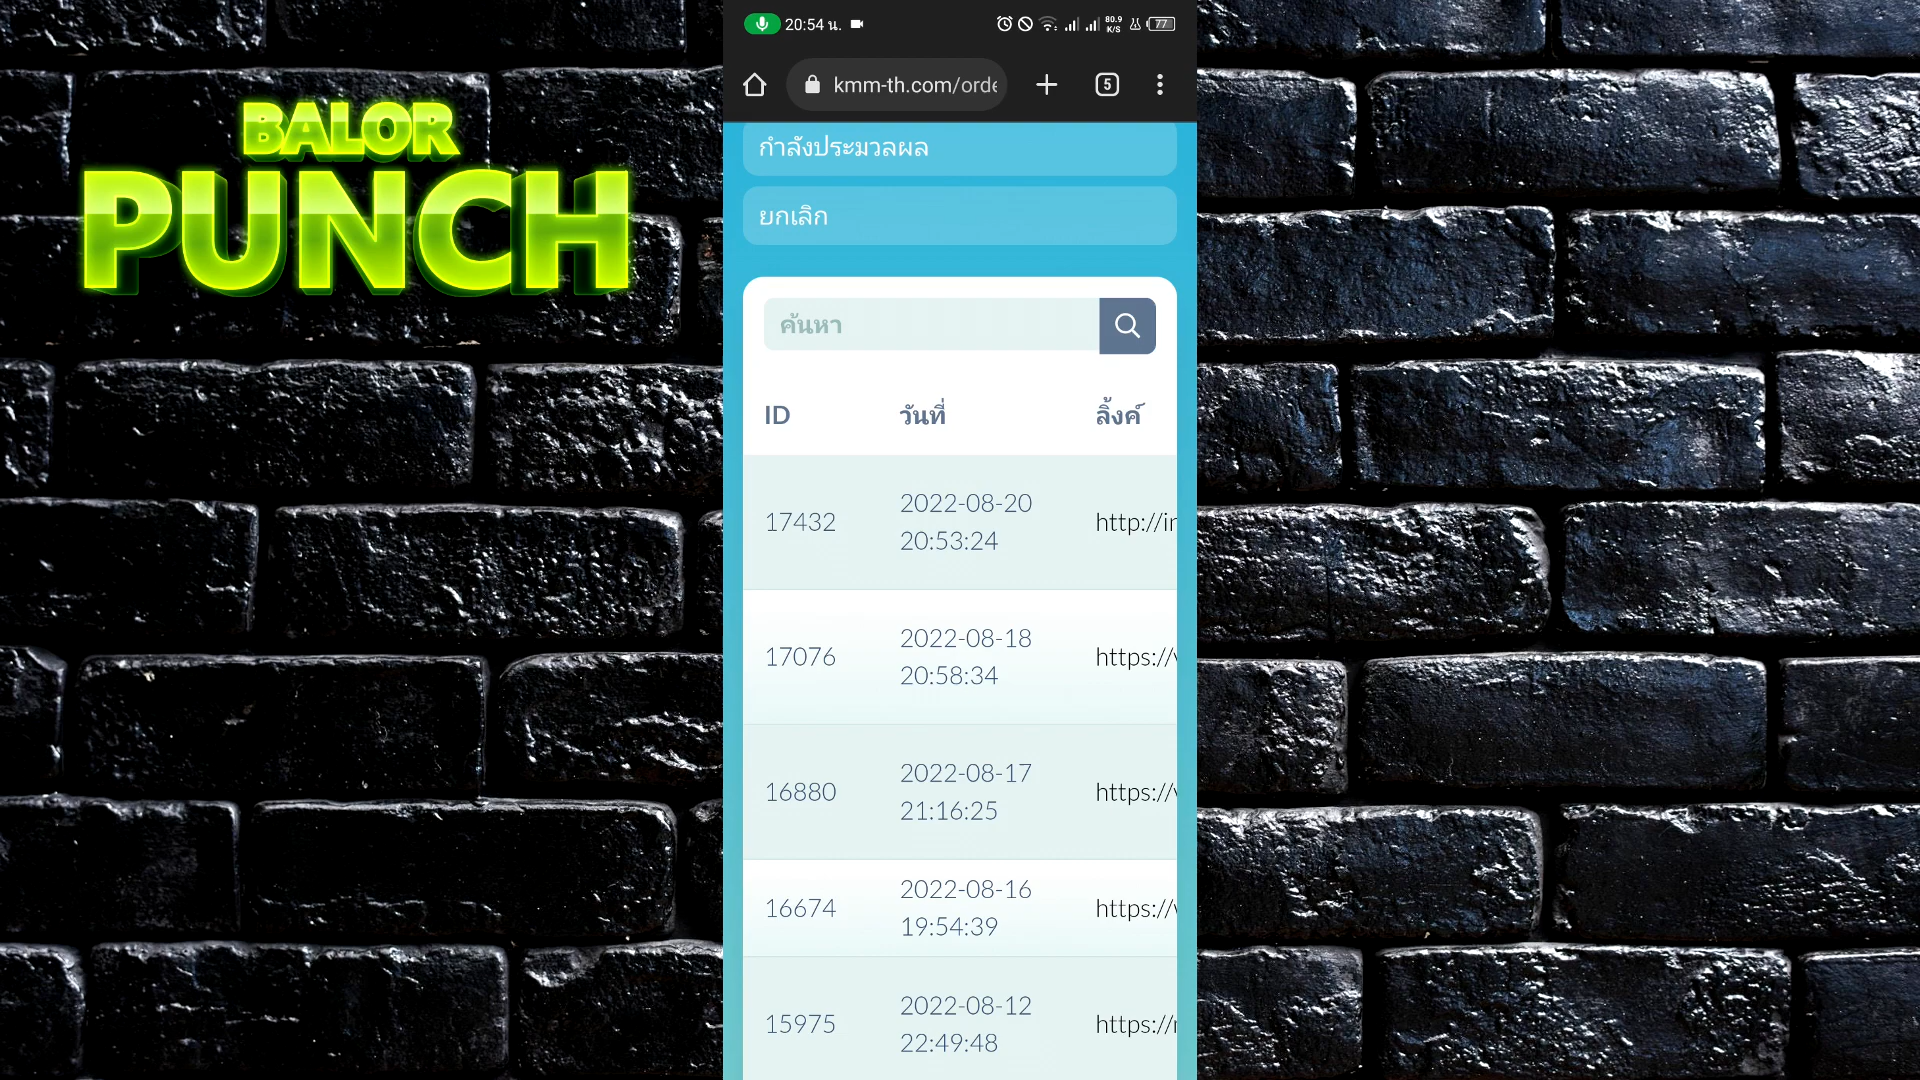 BALOR
PUNCH
20:54 น.
80.9
K/S
77
kmm-th.com/orde
5
กำลังประมวลผล
ยกเลิก
ค้นหา
ID วันที่ ลิ้งค์
17432 2022-08-20 20:53:24 http://in
17076 2022-08-18 20:58:34 https://v
16880 2022-08-17 21:16:25 https://v
16674 2022-08-16 19:54:39 https://v
15975 2022-08-12 22:49:48 https://